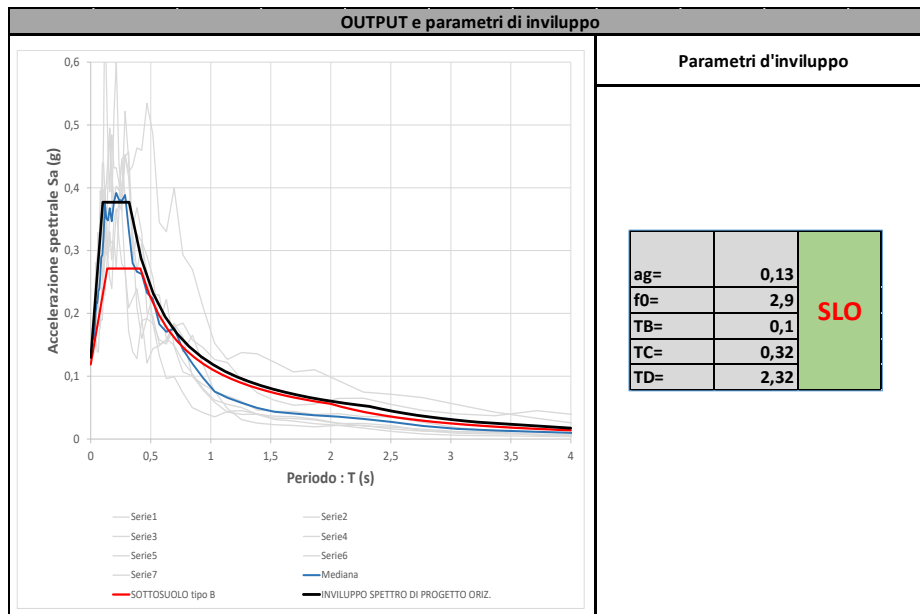 OUTPUT e parametri di inviluppo
Parametri d'inviluppo
Accelerazione spettrale Sa (g)
0,6
0,5
0,4
0,3
0,2
0,1
0
0 0,5 1 1,5 2 2,5 3 3,5 4
Periodo : T (s)
Serie1 Serie2
Serie3 Serie4
Serie5 Serie6
Serie7 Mediana
SOTTOSUOLO tipo B INVILUPPO SPETTRO DI PROGETTO ORIZ.
ag= 0,13
f0= 2,9
TB= 0,1
TC= 0,32
TD= 2,32
SLO